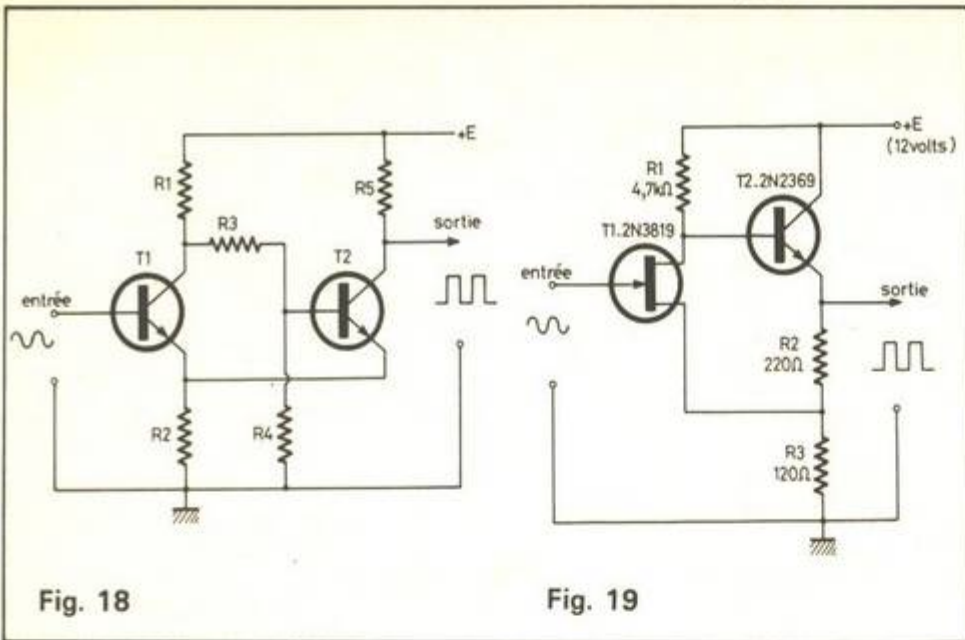 +E
R1
R5
R3
sortie
T1
T2
entrée
R2
R4
Fig. 18
+E
(12volts)
R1
4,7kΩ
T2.2N2369
T1.2N3819
entrée
sortie
R2
220Ω
R3
120Ω
Fig. 19